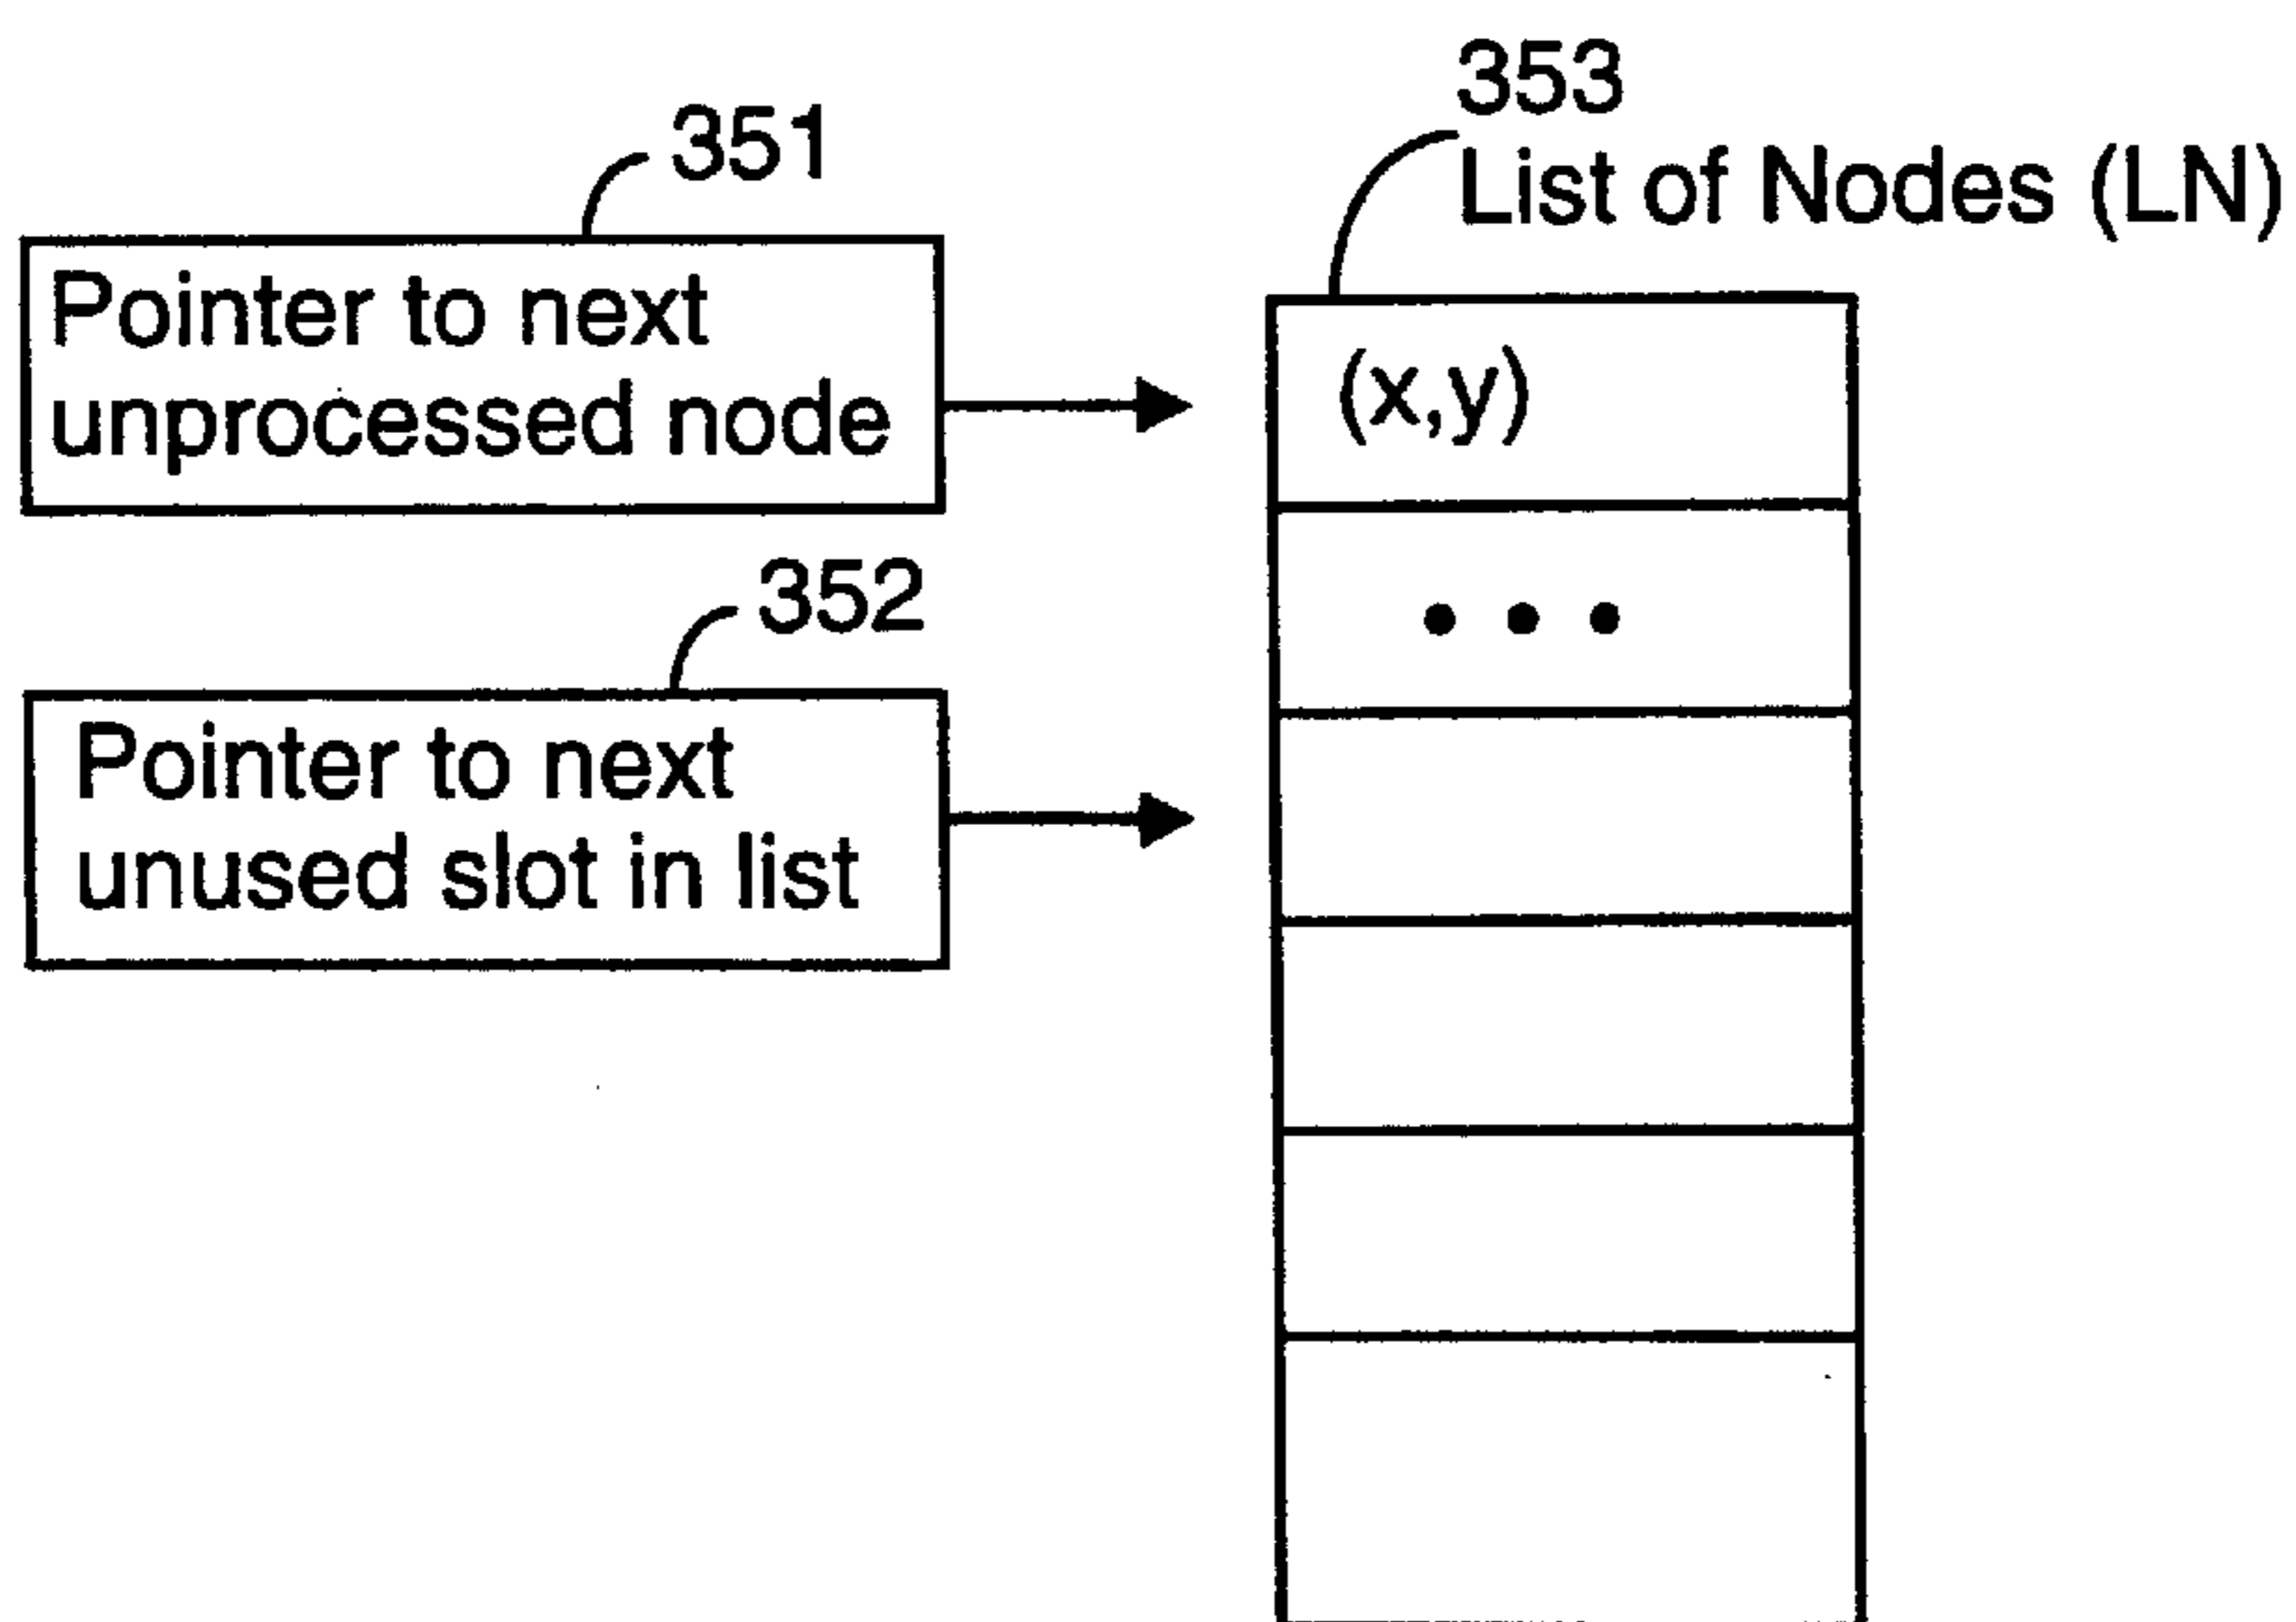 351
Pointer to next
unprocessed node
352
Pointer to next
unused slot in list
353
List of Nodes (LN)
(x,y)
• • •